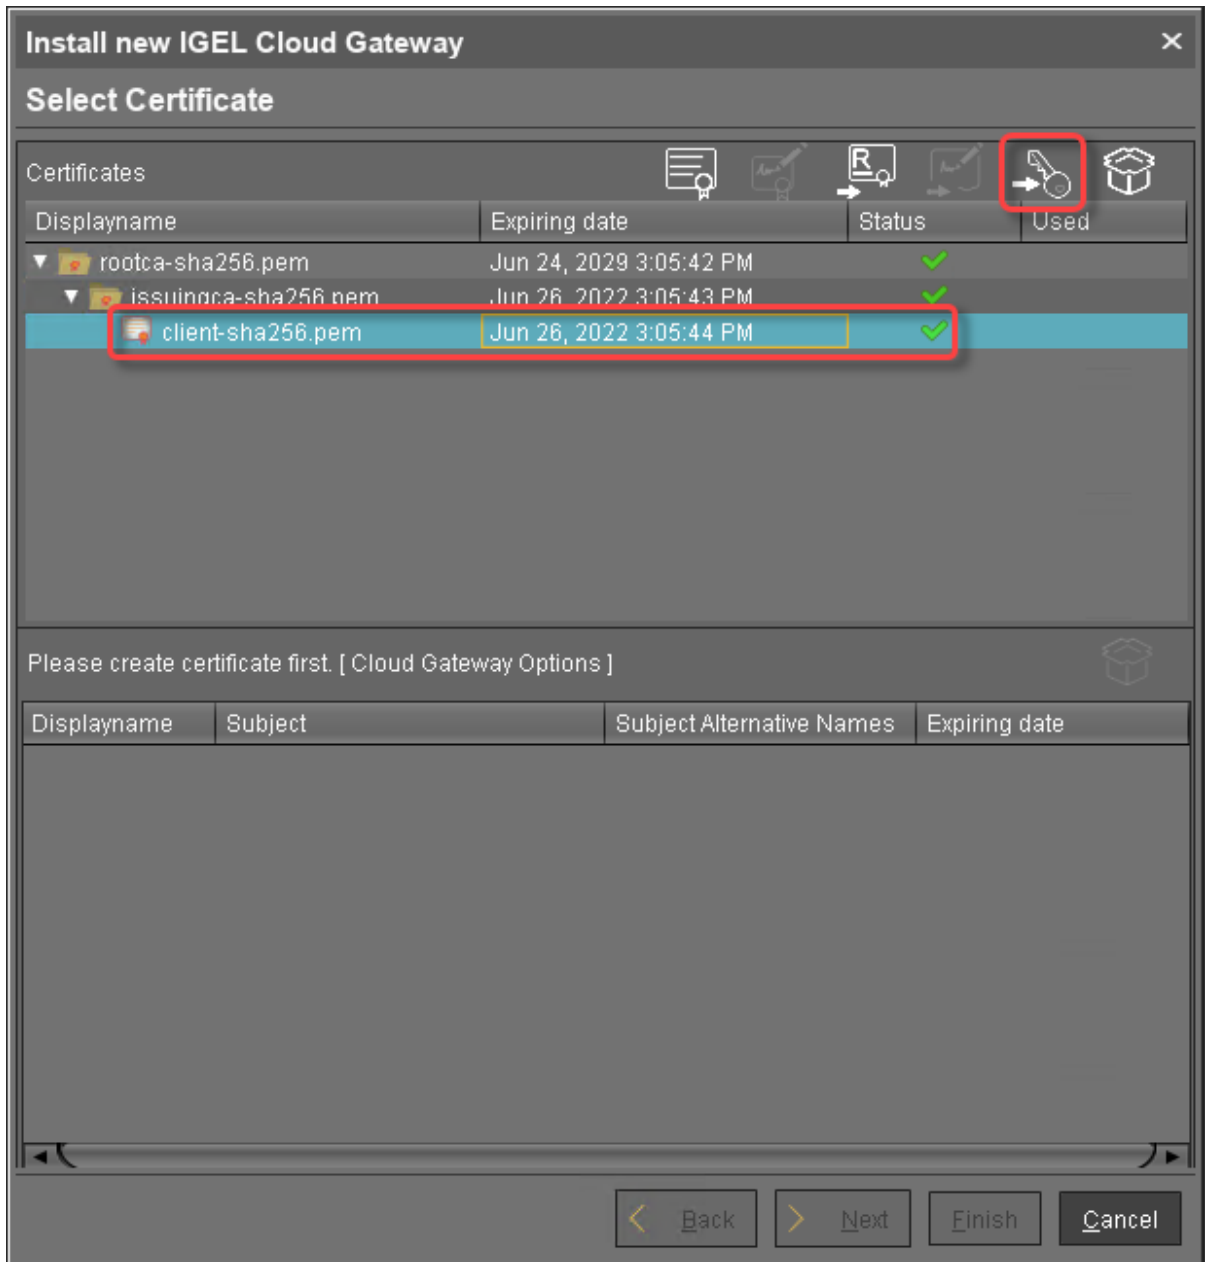 Install new IGEL Cloud Gateway
Select Certificate
Certificates
R
Displayname Expiring date Status Used
rootca-sha256.pem Jun 24, 2029 3:05:42 PM
issuingca-sha256.pem Jun 26, 2022 3:05:43 PM
client-sha256.pem Jun 26, 2022 3:05:44 PM
Please create certificate first. [ Cloud Gateway Options ]
Displayname Subject Subject Alternative Names Expiring date
Back Next Finish Cancel